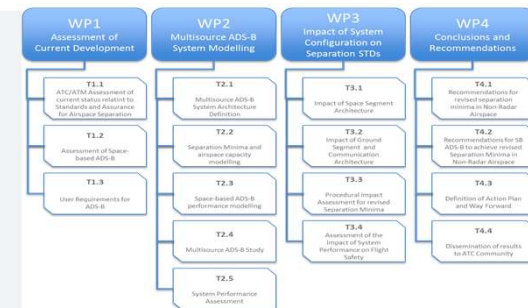 WP1
Assessment of
Current Development
T1.1
ATC/ATM Assessment of
current status relatint to
Standards and Assurance
for Airspace Separation
T1.2
Assessment of Space-
based ADS-B
T1.3
User Requirements for
ADS-B
WP2
Multisource ADS-B
System Modelling
T2.1
Multisource ADS-B
System Architecture
Definition
T2.2
Separation Minima and
airspace capacity
modelling
T2.3
Space-based ADS-B
performance modelling
T2.4
Multisource ADS-B Study
T2.5
System Performance
Assessment
WP3
Impact of System
Configuration on
Separation STDs
T3.1
Impact of Space Segment
Architecture
T3.2
Impact of Ground
Segment and
Communication
Architecture
T3.3
Procedural Impact
Assessment for revised
Separation Minima
T3.4
Assessment of the
Impact of System
Performance on Flight
Safety
WP4
Conclusions and
Recommendations
T4.1
Recommendations for
revised separation
minima in Non-Radar
Airspace
T4.2
Recommendations for SB
ADS-B to achieve revised
Separation Minima in
Non-Radar Airspace
T4.3
Definition of Action Plan
and Way Forward
T4.4
Dissemination of results
to ATC Community